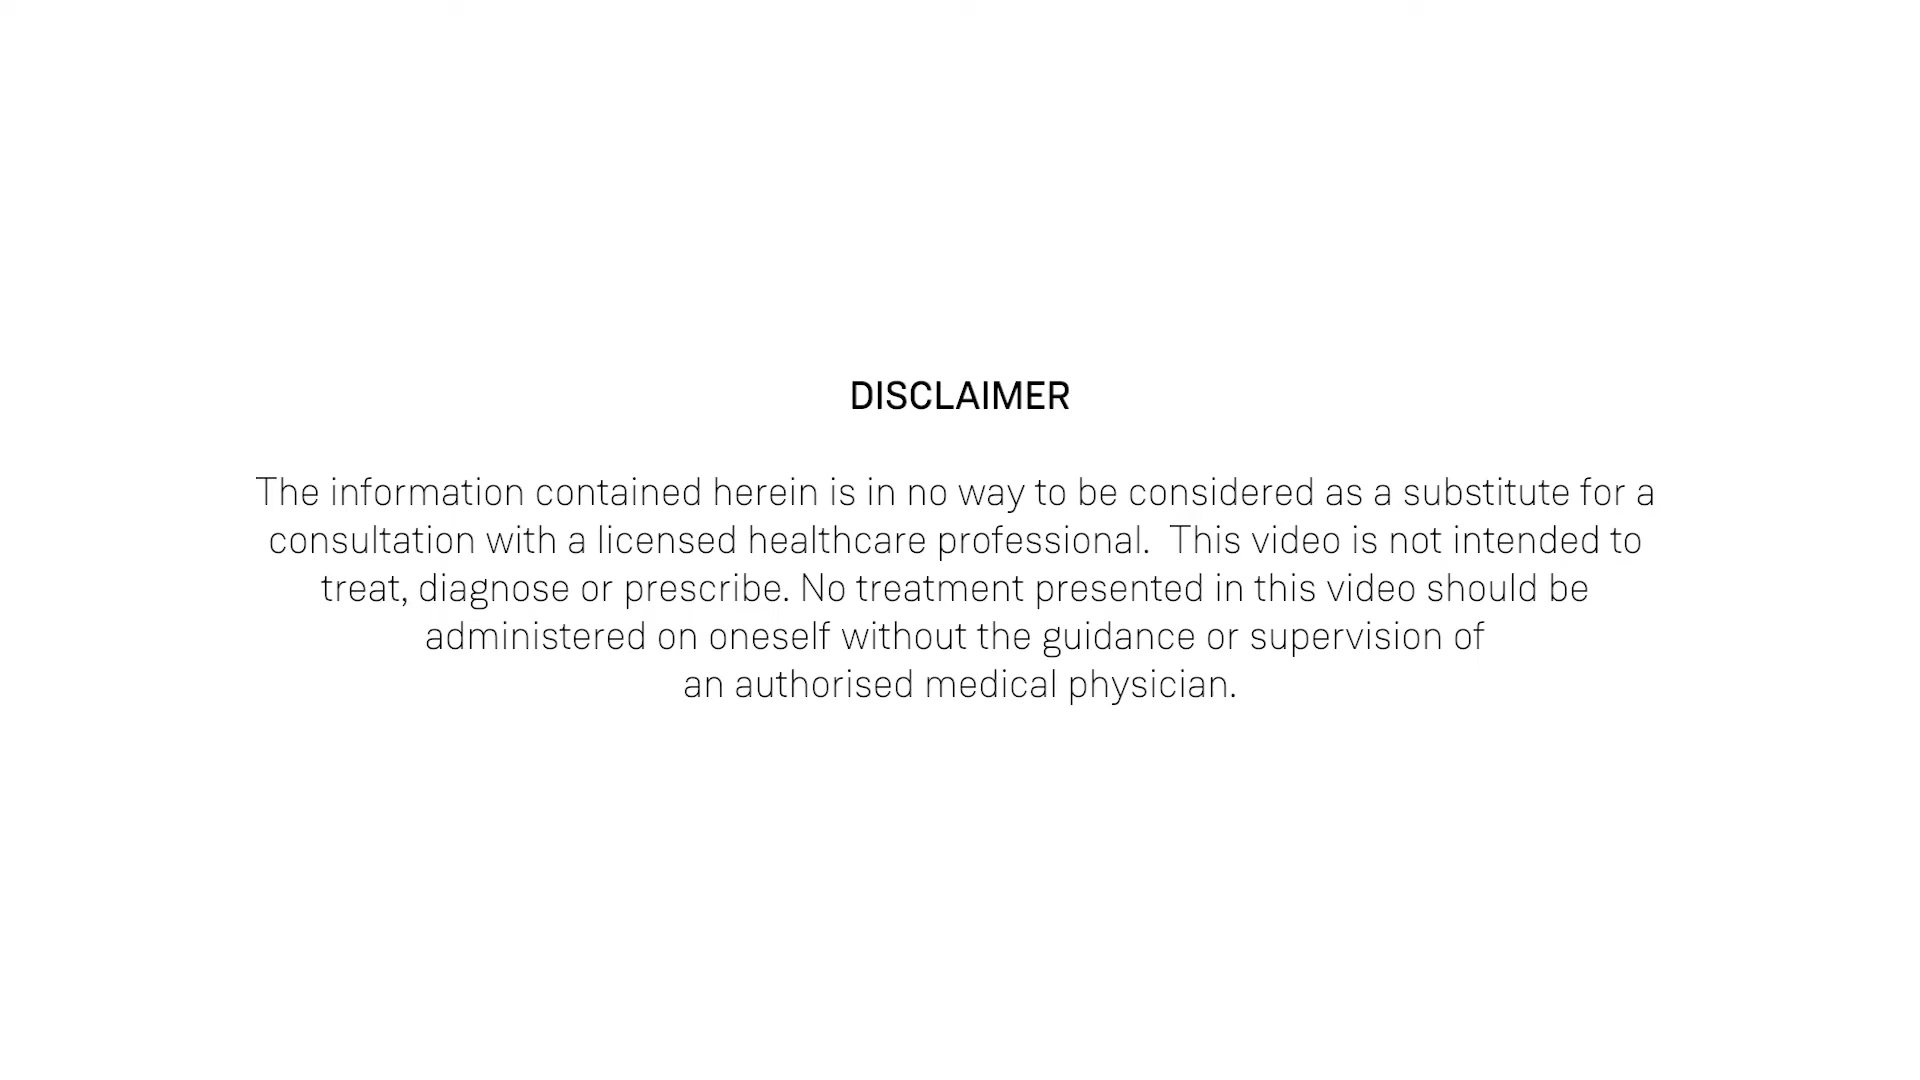 DISCLAIMER
The information contained herein is in no way to be considered as a substitute for a
consultation with a licensed healthcare professional.  This video is not intended to
treat, diagnose or prescribe. No treatment presented in this video should be
administered on oneself without the guidance or supervision of
an authorised medical physician.